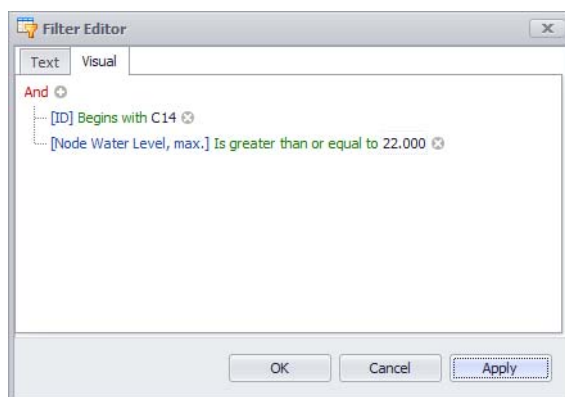 Filter Editor
Text Visual
And
[ID] Begins with C14
[Node Water Level, max.] Is greater than or equal to 22.000
OK Cancel Apply